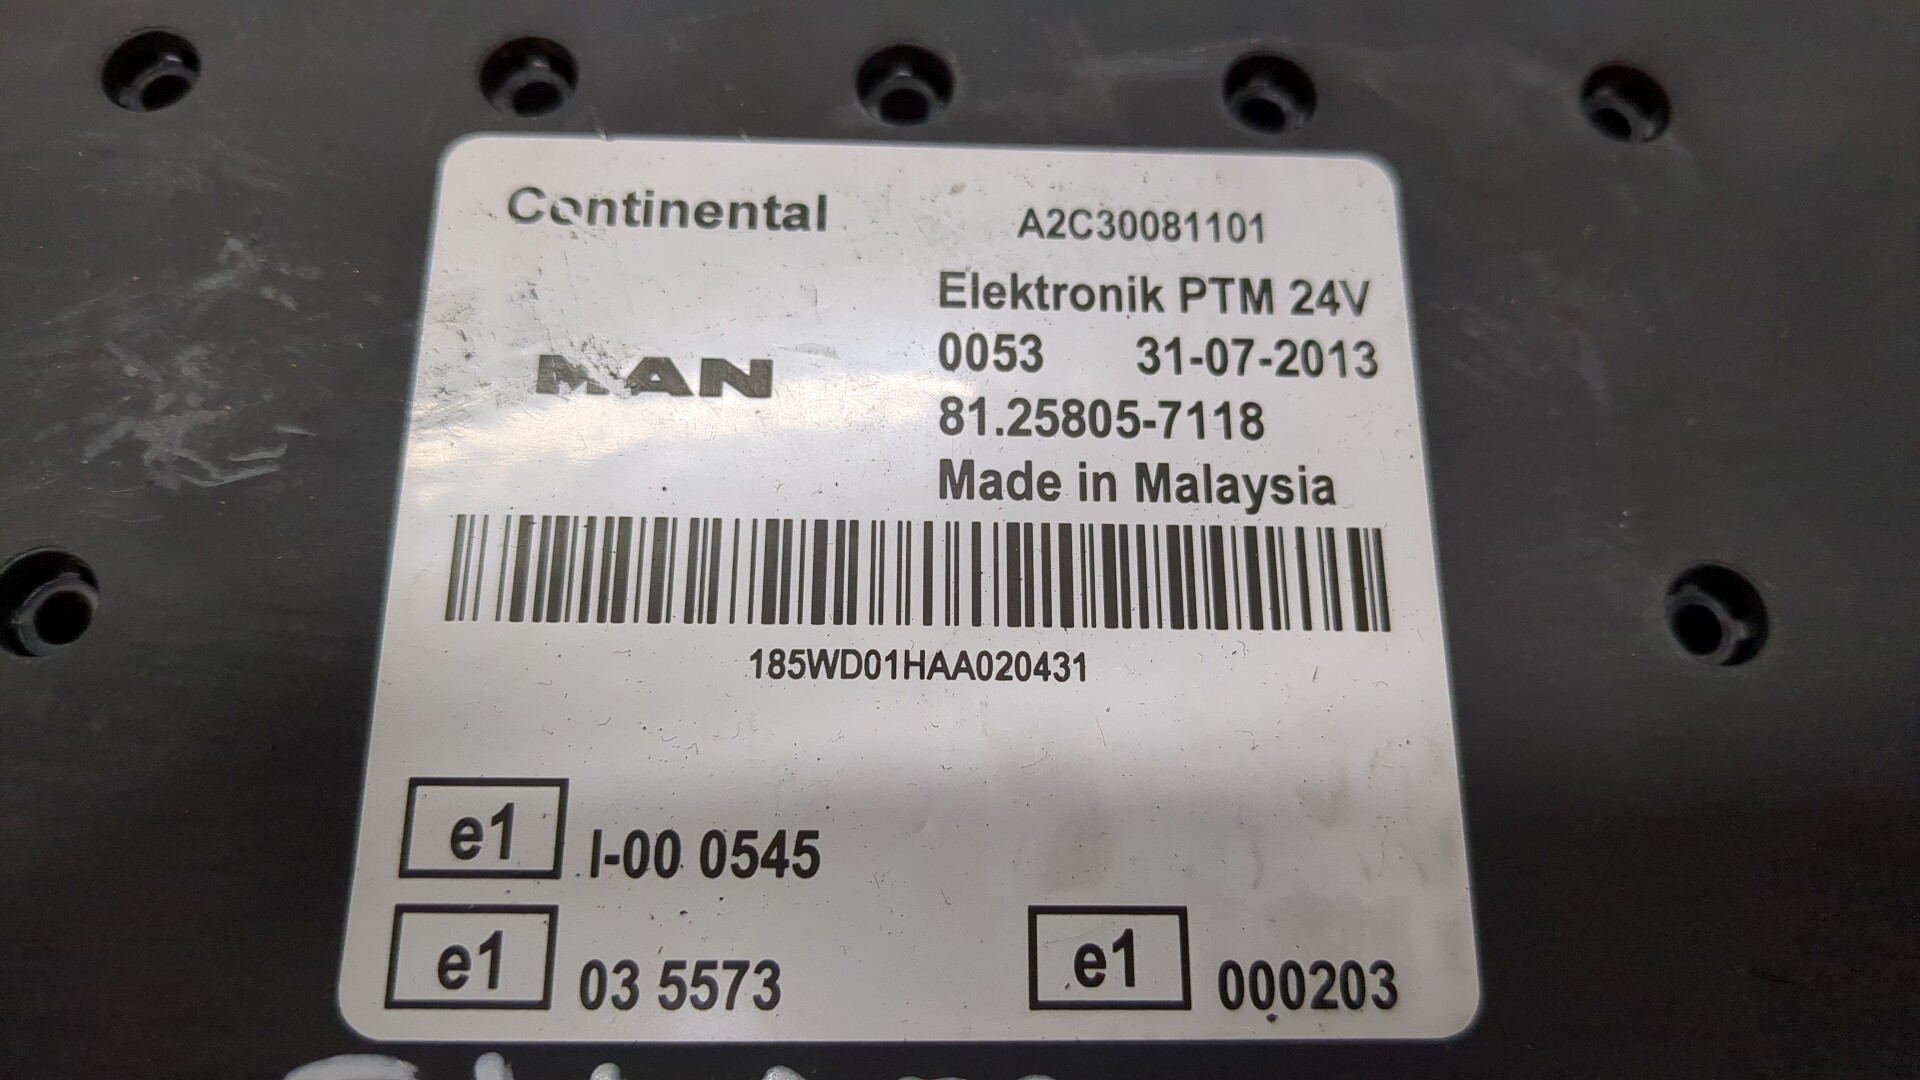 Continental A2C30081101
Elektronik PTM 24V
MAN 0053 31-07-2013
81.25805-7118
Made in Malaysia
185WD01HAA020431
e1 I-00 0545
e1 03 5573 e1 000203